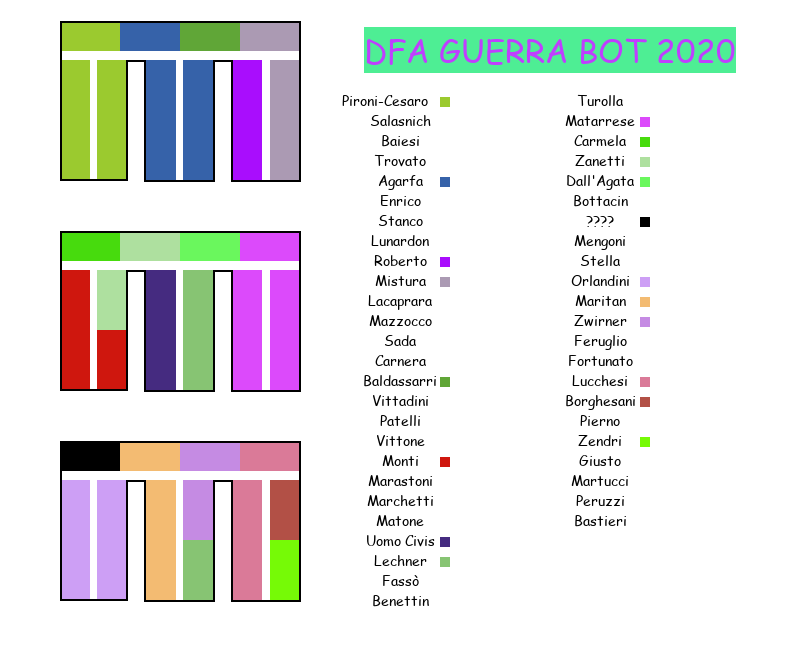 DFA GUERRA BOT 2020
Pironi-Cesaro
Salasnich
Baiesi
Trovato
Agarfa
Enrico
Stanco
Lunardon
Roberto
Mistura
Lacaprara
Mazzocco
Sada
Carnera
Baldassarri
Vittadini
Patelli
Vittone
Monti
Marastoni
Marchetti
Matone
Uomo Civis
Lechner
Fassò
Benettin
Turolla
Matarrese
Carmela
Zanetti
Dall'Agata
Bottacin
????
Mengoni
Stella
Orlandini
Maritan
Zwirner
Feruglio
Fortunato
Lucchesi
Borghesani
Pierno
Zendri
Giusto
Martucci
Peruzzi
Bastieri